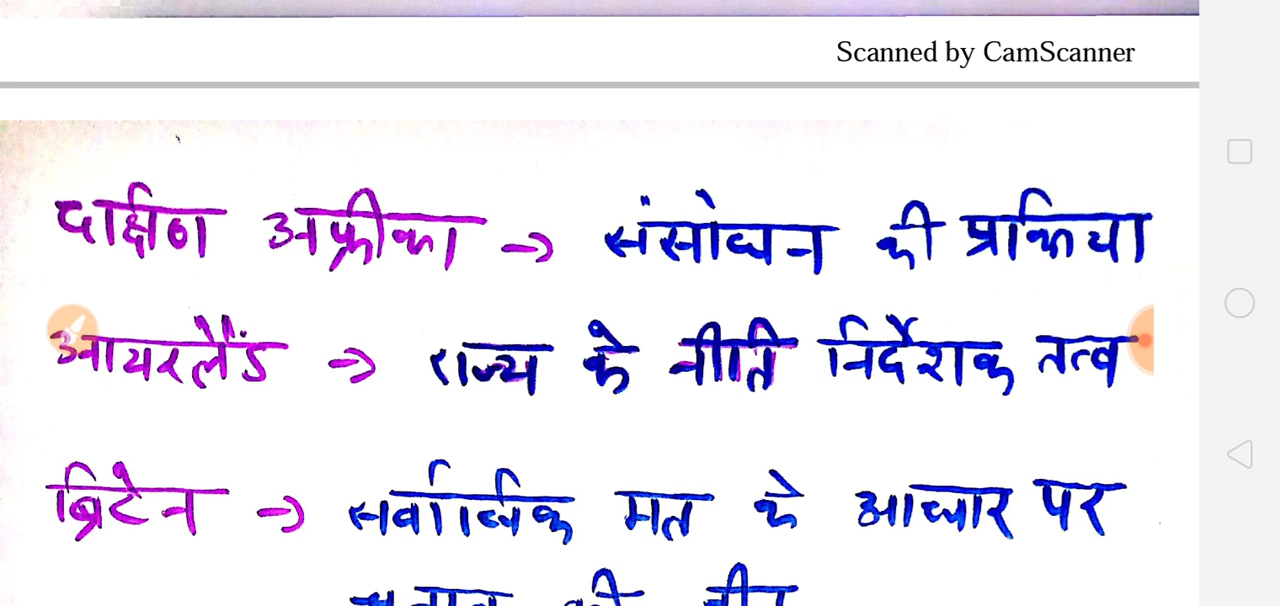 Scanned by CamScanner
दक्षिण अफ्रीका → संसोधन की प्रक्रिया
आयरलैंड → राज्य के नीति निर्देशक तत्व
ब्रिटेन → सर्वाधिक मत के आधार पर
की